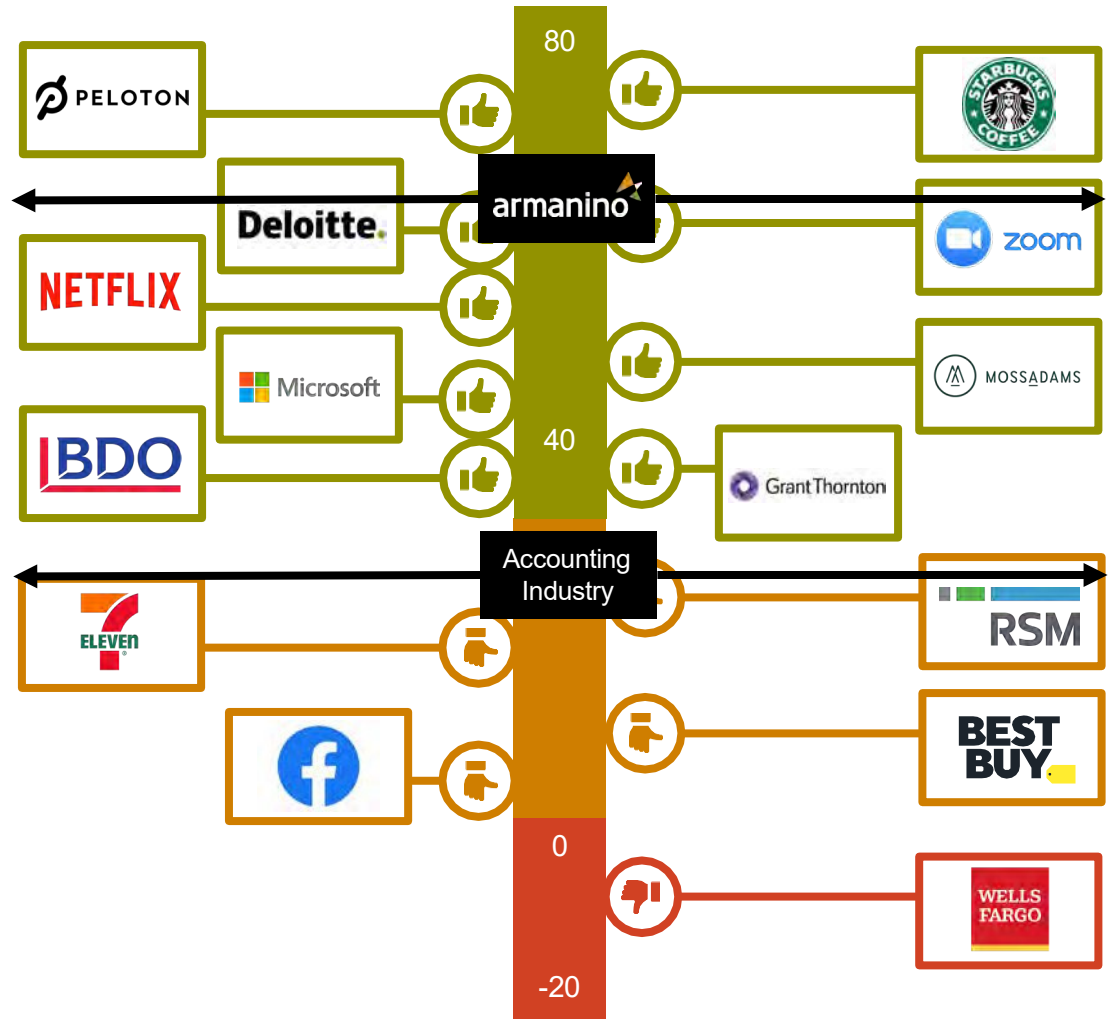 80
PELOTON
STARBUCKS
COFFEE
armanino
Deloitte.
zoom
NETFLIX
Microsoft
MOSSADAMS
40
BDO
GrantThornton
Accounting
Industry
7
ELEVEn
®
RSM
BEST
BUY
f
0
WELLS
FARGO
-20